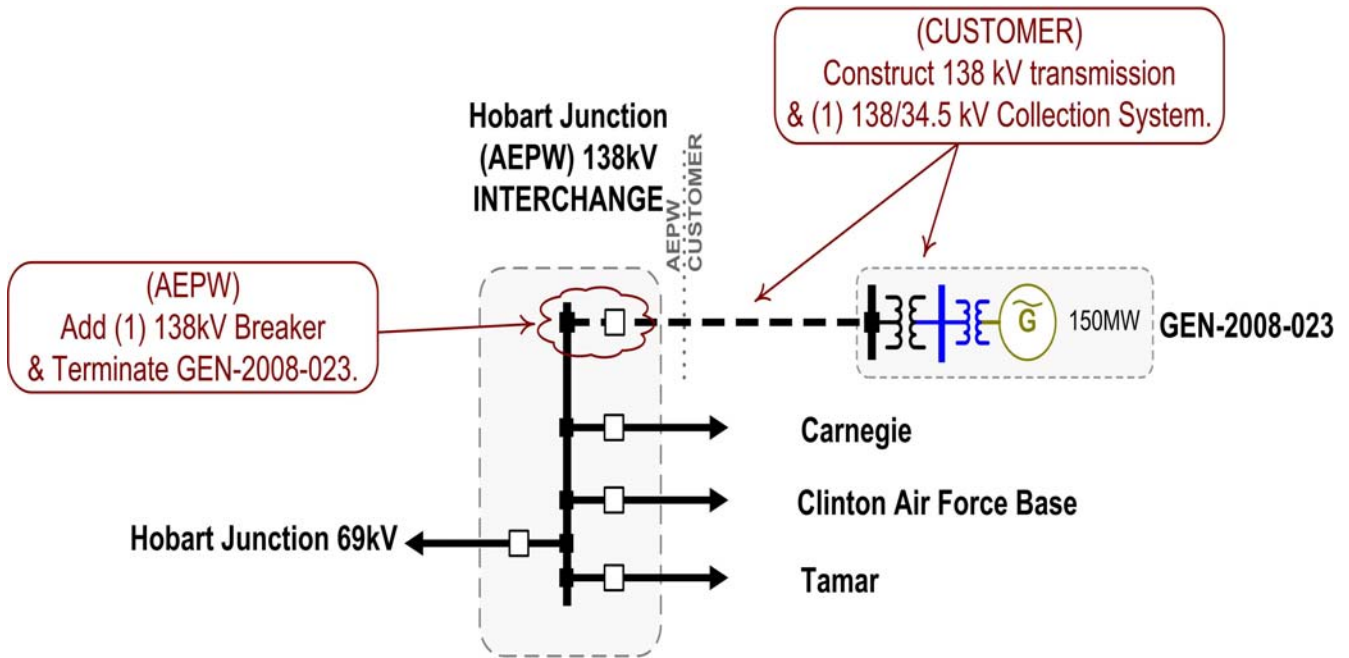 (CUSTOMER)
Construct 138 kV transmission
& (1) 138/34.5 kV Collection System.
Hobart Junction
(AEPW) 138kV
INTERCHANGE
AEPW
CUSTOMER
(AEPW)
Add (1) 138kV Breaker
& Terminate GEN-2008-023.
G
150MW
GEN-2008-023
Carnegie
Clinton Air Force Base
Hobart Junction 69kV
Tamar